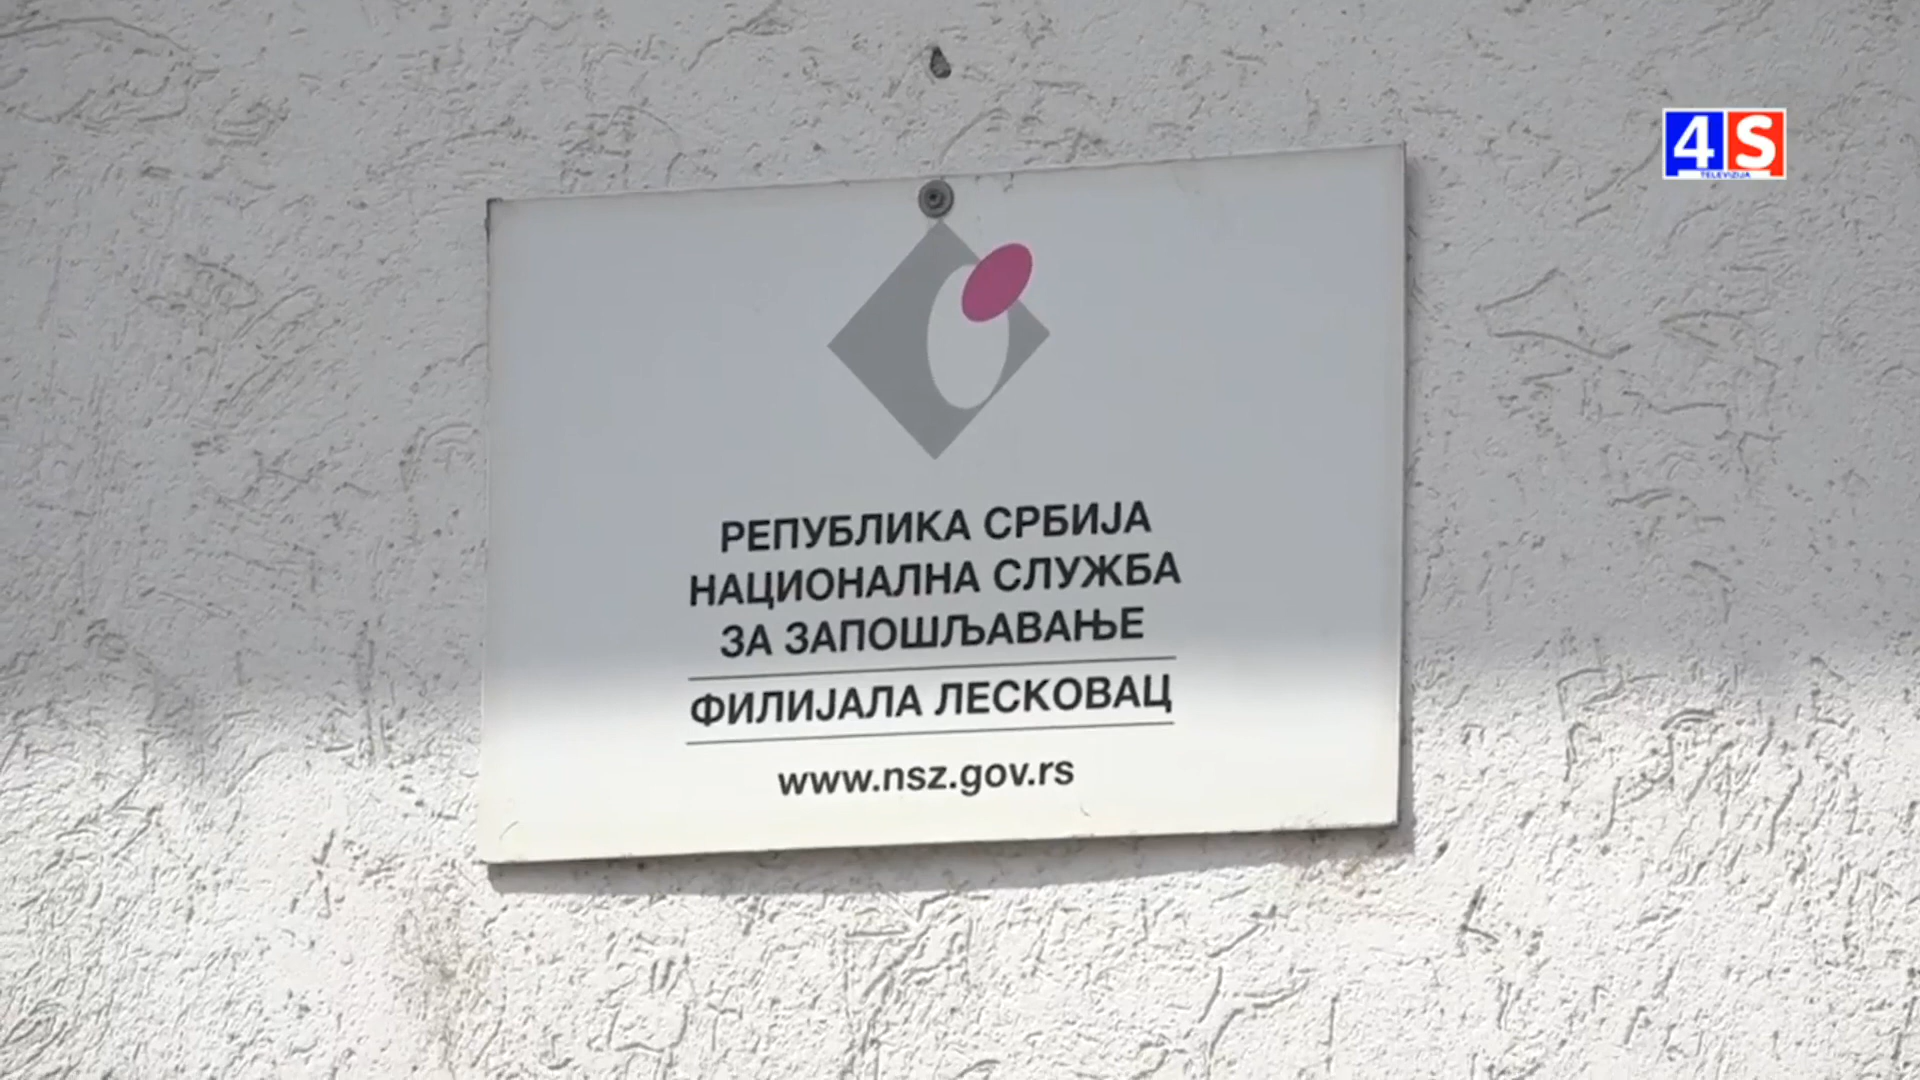 4S
TELEVIZIJA
РЕПУБЛИКА СРБИЈА
НАЦИОНАЛНА СЛУЖБА
ЗА ЗАПОШЉАВАЊЕ
ФИЛИЈАЛА ЛЕСКОВАЦ
www.nsz.gov.rs